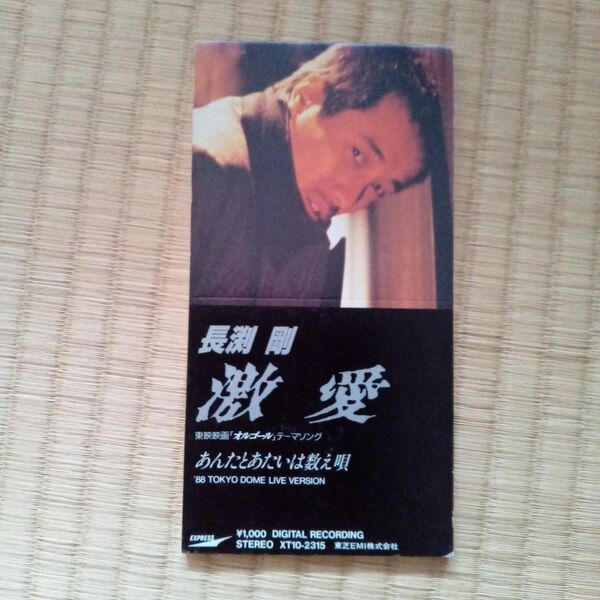 長渕 剛
激 愛
東映映画「オルゴール」テーマソング
あんたとあたいは数え唄
'88 TOKYO DOME LIVE VERSION
EXPRESS
¥1,000 DIGITAL RECORDING
STEREO XT10-2315 東芝EMI株式会社